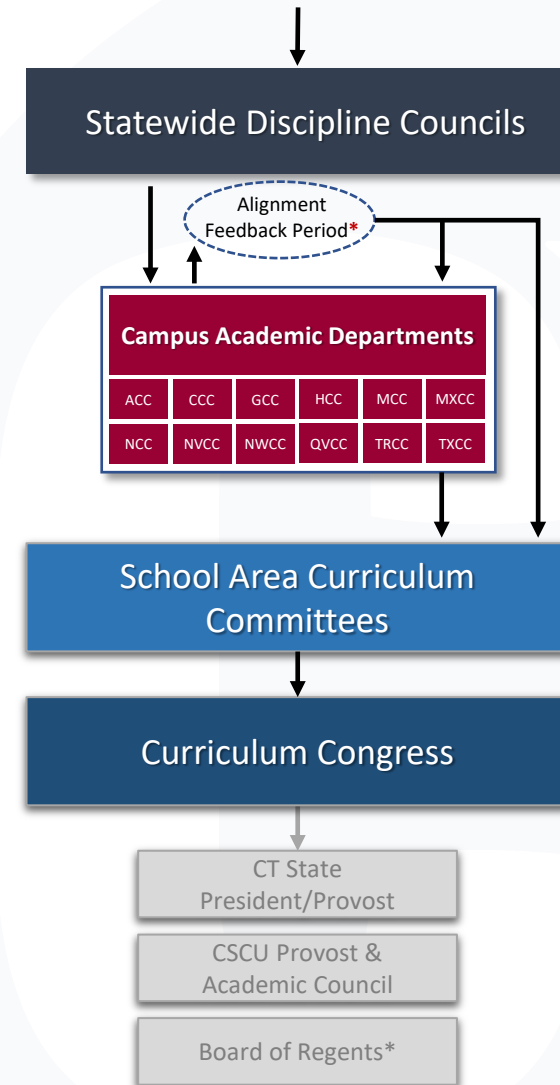 Statewide Discipline Councils
Alignment
Feedback Period*
Campus Academic Departments
ACC CCC GCC HCC MCC MXCC
NCC NVCC NWCC QVCC TRCC TXCC
School Area Curriculum
Committees
Curriculum Congress
CT State
President/Provost
CSCU Provost &
Academic Council
Board of Regents*